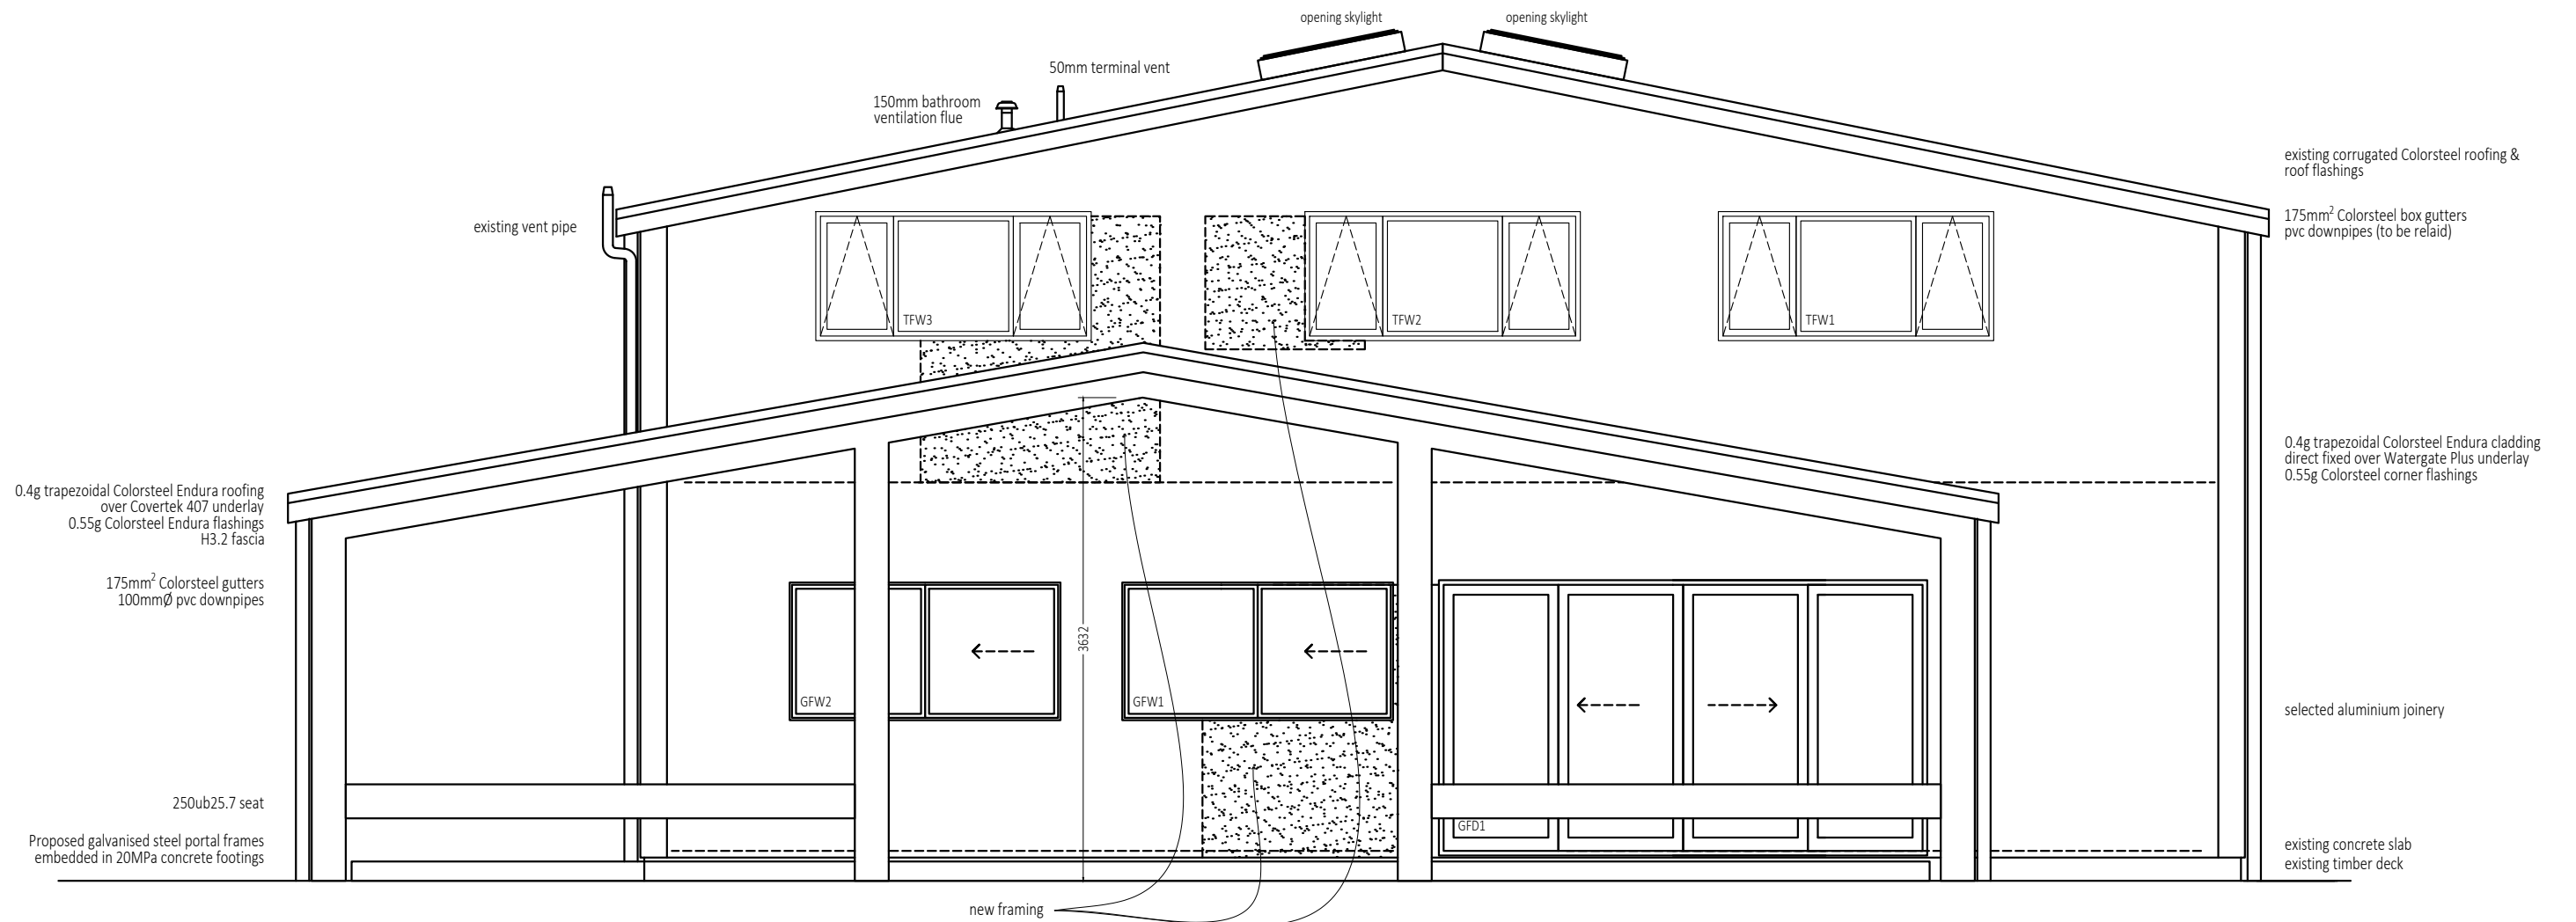 opening skylight
opening skylight
50mm terminal vent
150mm bathroom
ventilation flue
existing vent pipe
existing corrugated Colorsteel roofing &
roof flashings
175mm² Colorsteel box gutters
pvc downpipes (to be relaid)
TFW3
TFW2
TFW1
0.4g trapezoidal Colorsteel Endura cladding
direct fixed over Watergate Plus underlay
0.55g Colorsteel corner flashings
0.4g trapezoidal Colorsteel Endura roofing
over Covertek 407 underlay
0.55g Colorsteel Endura flashings
H3.2 fascia
175mm² Colorsteel gutters
100mmØ pvc downpipes
3632
GFW2
GFW1
selected aluminium joinery
250ub25.7 seat
GFD1
Proposed galvanised steel portal frames
embedded in 20MPa concrete footings
existing concrete slab
existing timber deck
new framing